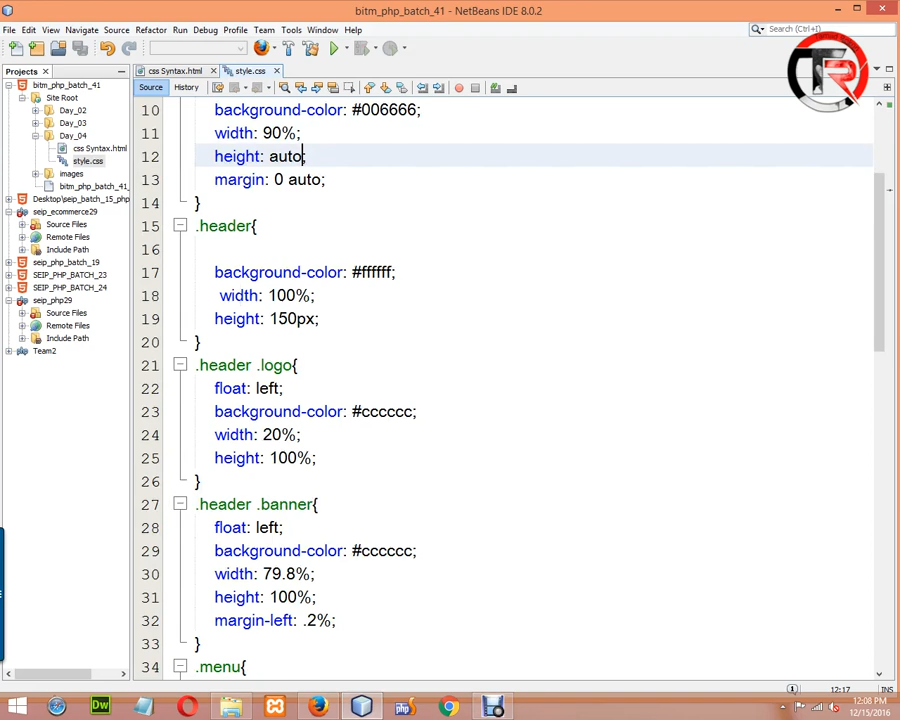 bitm_php_batch_41 - NetBeans IDE 8.0.2
File Edit View Navigate Source Refactor Run Debug Profile Team Tools Window Help
Search (Ctrl+I)
Projects
css Syntax.html
style.css
Source History
bitm_php_batch_41
Site Root
Day_02
Day_03
Day_04
css Syntax.html
style.css
images
bitm_php_batch_41_
Desktop\seip_batch_15_php
seip_ecommerce29
Source Files
Remote Files
Include Path
seip_php_batch_19
SEIP_PHP_BATCH_23
SEIP_PHP_BATCH_24
seip_php29
Source Files
Remote Files
Include Path
Team2
10 background-color: #006666;
11 width: 90%;
12 height: auto;
13 margin: 0 auto;
14 }
15 .header{
16
17 background-color: #ffffff;
18 width: 100%;
19 height: 150px;
20 }
21 .header .logo{
22 float: left;
23 background-color: #cccccc;
24 width: 20%;
25 height: 100%;
26 }
27 .header .banner{
28 float: left;
29 background-color: #cccccc;
30 width: 79.8%;
31 height: 100%;
32 margin-left: .2%;
33 }
34 .menu{
1
12:17
INS
Dw
php
12:08 PM
12/15/2016